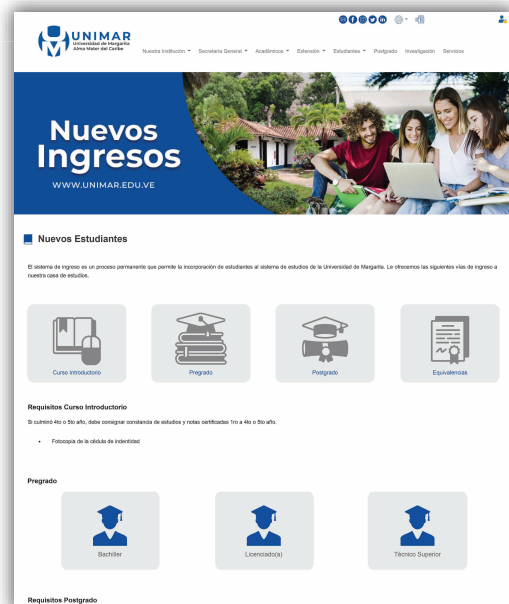 UNIMAR
Universidad de Margarita
Alma Mater del Caribe
Nuestra Institución Secretaría General Académicos Extensión Estudiantes Postgrado Investigación Servicios
Nuevos
Ingresos
WWW.UNIMAR.EDU.VE
Nuevos Estudiantes
El sistema de ingreso es un proceso permanente que permite la incorporación de estudiantes al sistema de estudios de la Universidad de Margarita. Le ofrecemos las siguientes vías de ingreso a
nuestra casa de estudios.
Curso Introductorio Pregrado Postgrado Equivalencias
Requisitos Curso Introductorio
Si culminó 4to o 5to año, debe consignar constancia de estudios y notas certificadas 1ro a 4to o 5to año.
• Fotocopia de la cédula de indentidad
Pregrado
Bachiller Licenciado(a) Técnico Superior
Requisitos Postgrado